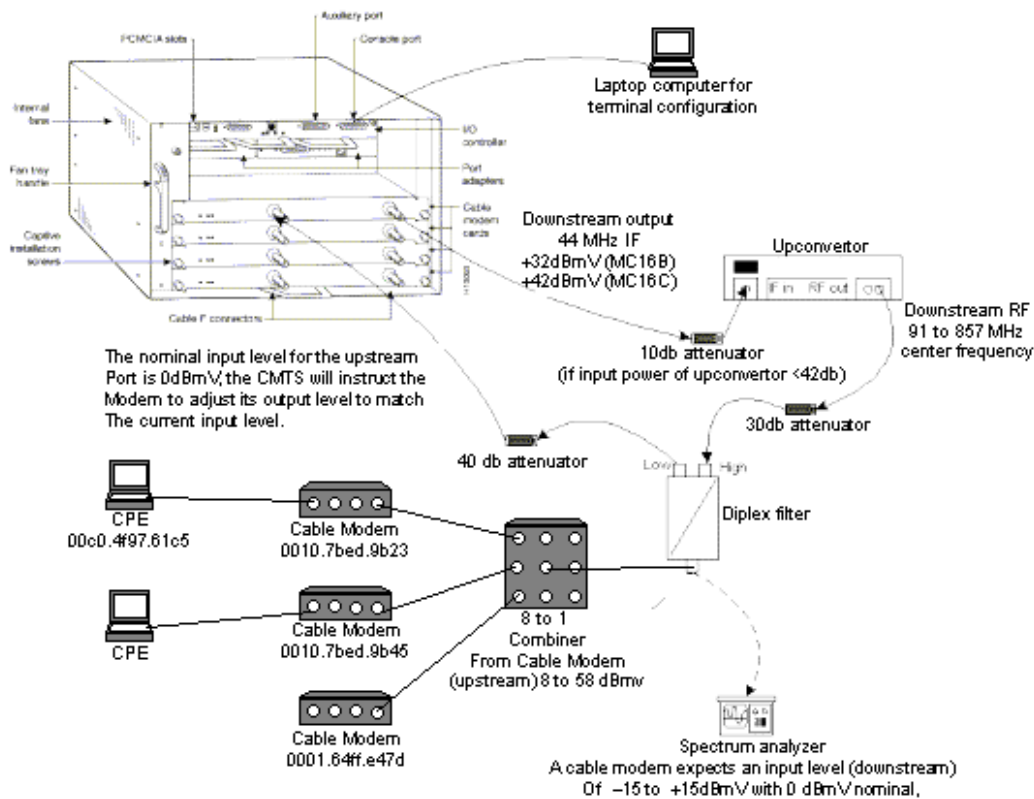 Auxiliary port
PCMCIA slots
Console port
Laptop computer for
terminal configuration
Internal
fans
I/O
controller
Fan tray
handle
Port
adapters
Cable
modem
cards
Captive
installation
screws
H11063
Cable F connectors
Downstream output
44 MHz IF
+32dBmV (MC16B)
+42dBmV (MC16C)
Upconvertor
IF in RF out
Downstream RF
91 to 857 MHz
center frequency
10db attenuator
(if input power of upconvertor <42db)
30db attenuator
The nominal input level for the upstream
Port is 0dBmV, the CMTS will instruct the
Modem to adjust its output level to match
The current input level.
40 db attenuator
Low
High
Diplex filter
CPE
00c0.4f97.61c5
Cable Modem
0010.7bed.9b23
CPE
Cable Modem
0010.7bed.9b45
8 to 1
Combiner
From Cable Modem
(upstream) 8 to 58 dBmv
Cable Modem
0001.64ff.e47d
Spectrum analyzer
A cable modem expects an input level (downstream)
Of –15 to +15dBmV with 0 dBmV nominal,